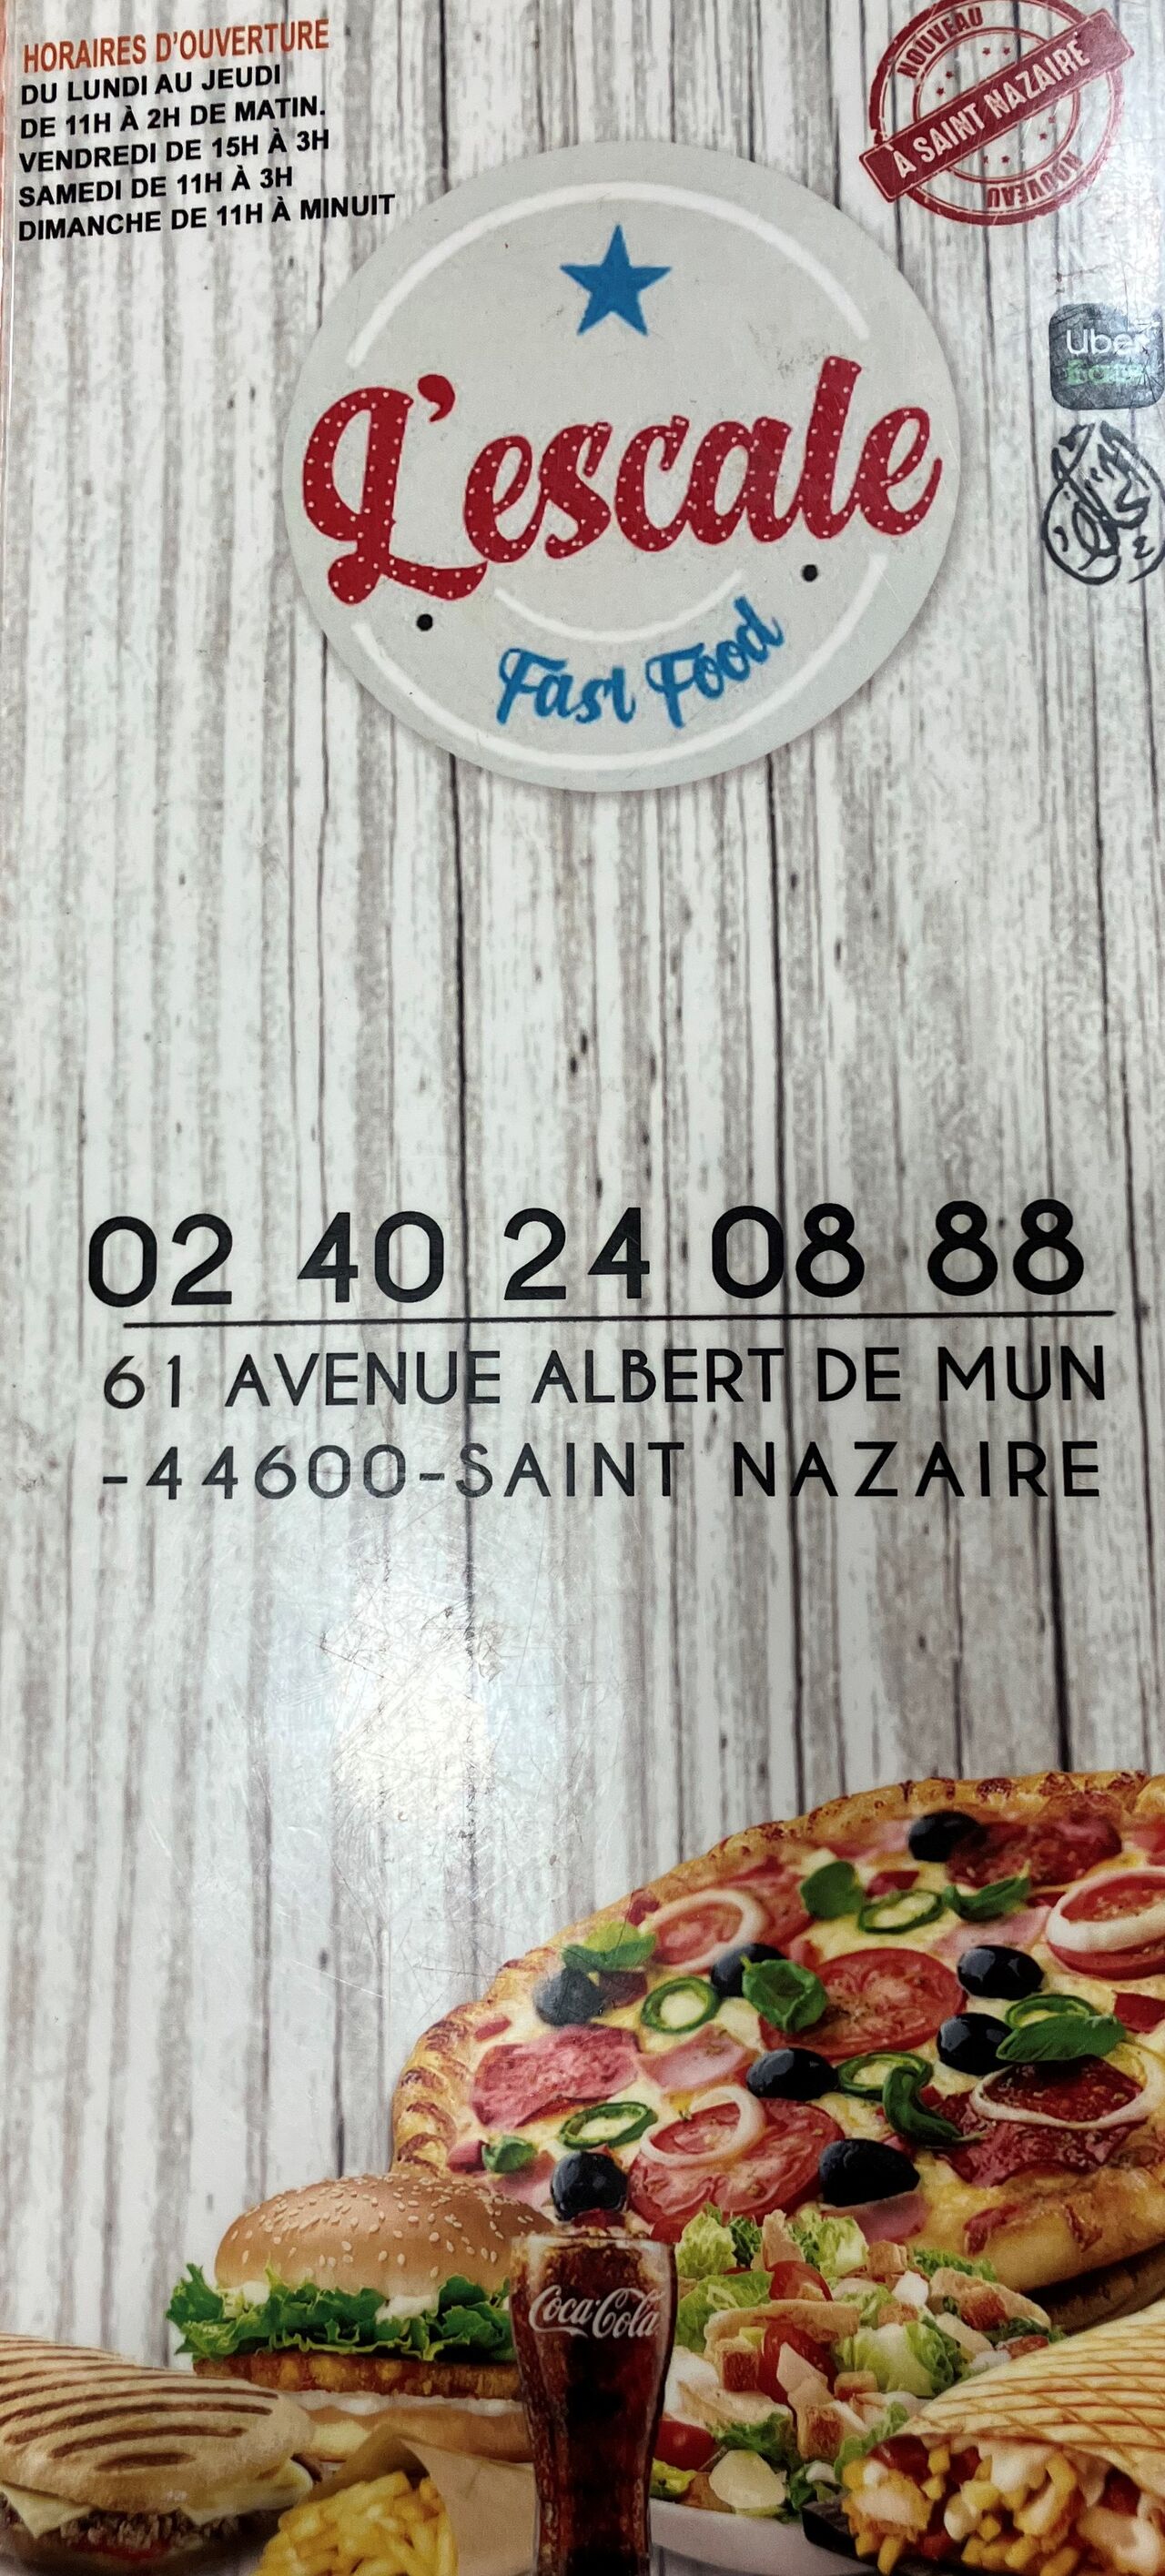 HORAIRES D'OUVERTURE
DU LUNDI AU JEUDI
DE 11H À 2H DE MATIN.
VENDREDI DE 15H À 3H
SAMEDI DE 11H À 3H
DIMANCHE DE 11H À MINUIT
NOUVEAU
À SAINT NAZAIRE
NOUVEAU
Uber
Eats
L'escale
Fast Food
02 40 24 08 88
61 AVENUE ALBERT DE MUN
-44600-SAINT NAZAIRE
Coca-Cola